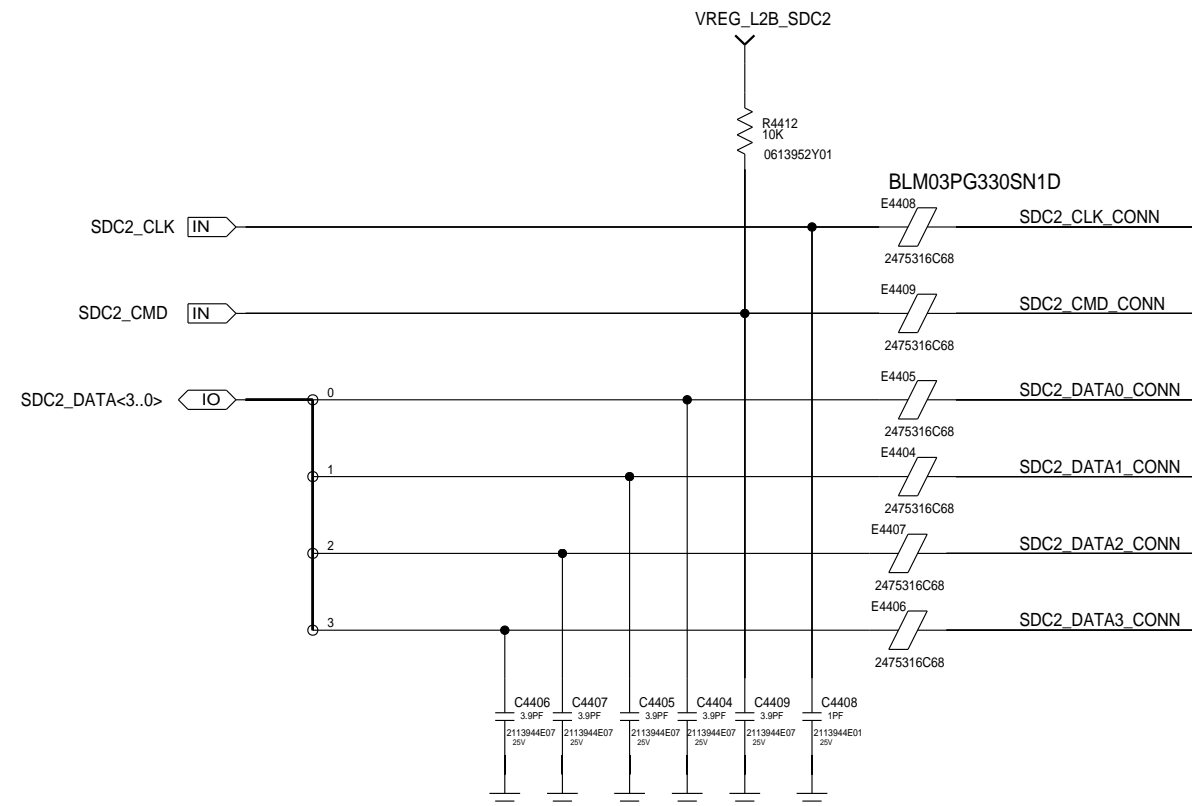 VREG_L2B_SDC2
R4412
10K
0613952Y01
BLM03PG330SN1D
E4408
SDC2_CLK IN
SDC2_CLK_CONN
2475316C68
E4409
SDC2_CMD IN
SDC2_CMD_CONN
2475316C68
E4405
SDC2_DATA<3..0> IO
0
SDC2_DATA0_CONN
2475316C68
E4404
1
SDC2_DATA1_CONN
2475316C68
E4407
2
SDC2_DATA2_CONN
2475316C68
E4406
3
SDC2_DATA3_CONN
2475316C68
C4406 C4407 C4405 C4404 C4409 C4408
3.9PF 3.9PF 3.9PF 3.9PF 3.9PF 1PF
2113944E07 2113944E07 2113944E07 2113944E07 2113944E07 2113944E01
25V 25V 25V 25V 25V 25V